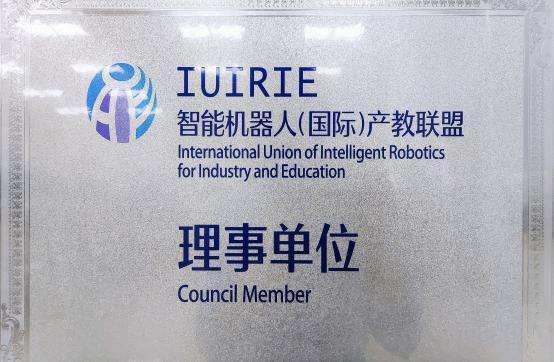 IUIRIE
智能机器人(国际)产教联盟
International Union of Intelligent Robotics
for Industry and Education
理事单位
Council Member